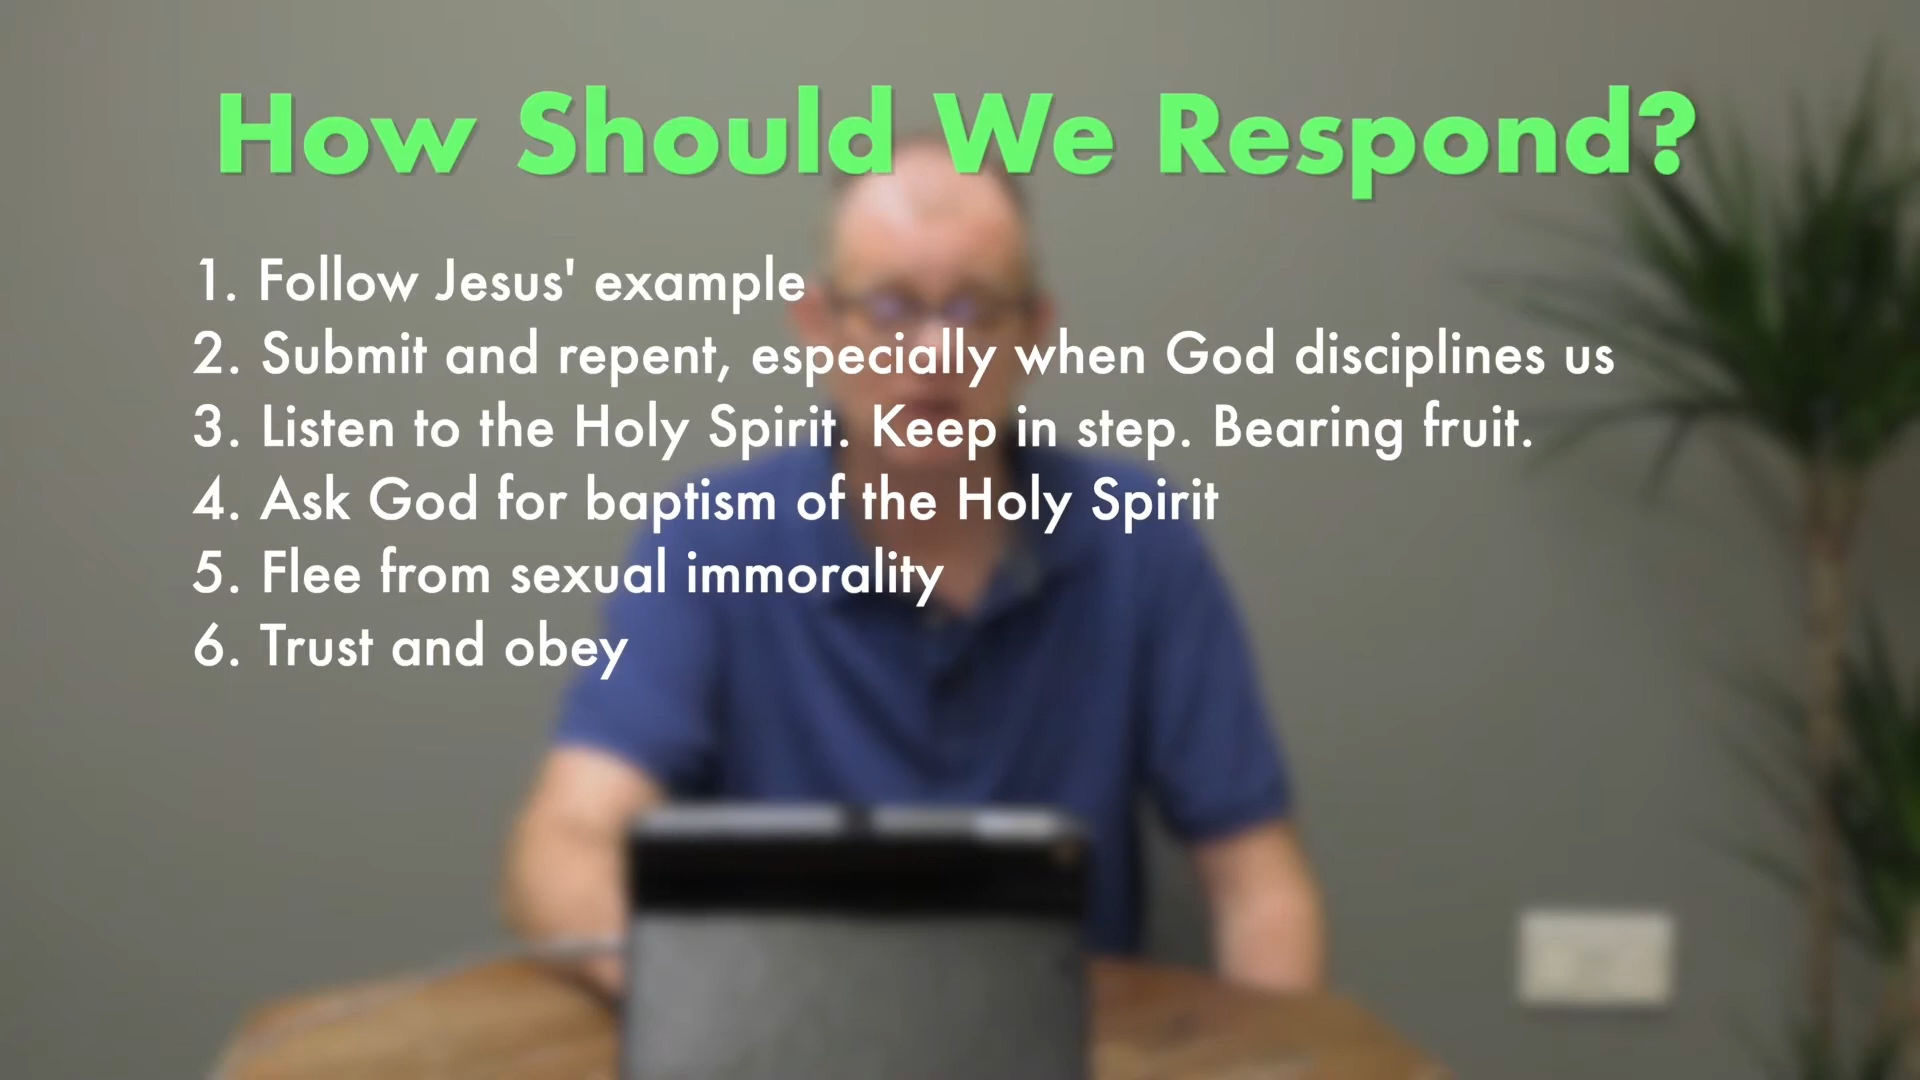 How Should We Respond?
1. Follow Jesus' example
2. Submit and repent, especially when God disciplines us
3. Listen to the Holy Spirit. Keep in step. Bearing fruit.
4. Ask God for baptism of the Holy Spirit
5. Flee from sexual immorality
6. Trust and obey